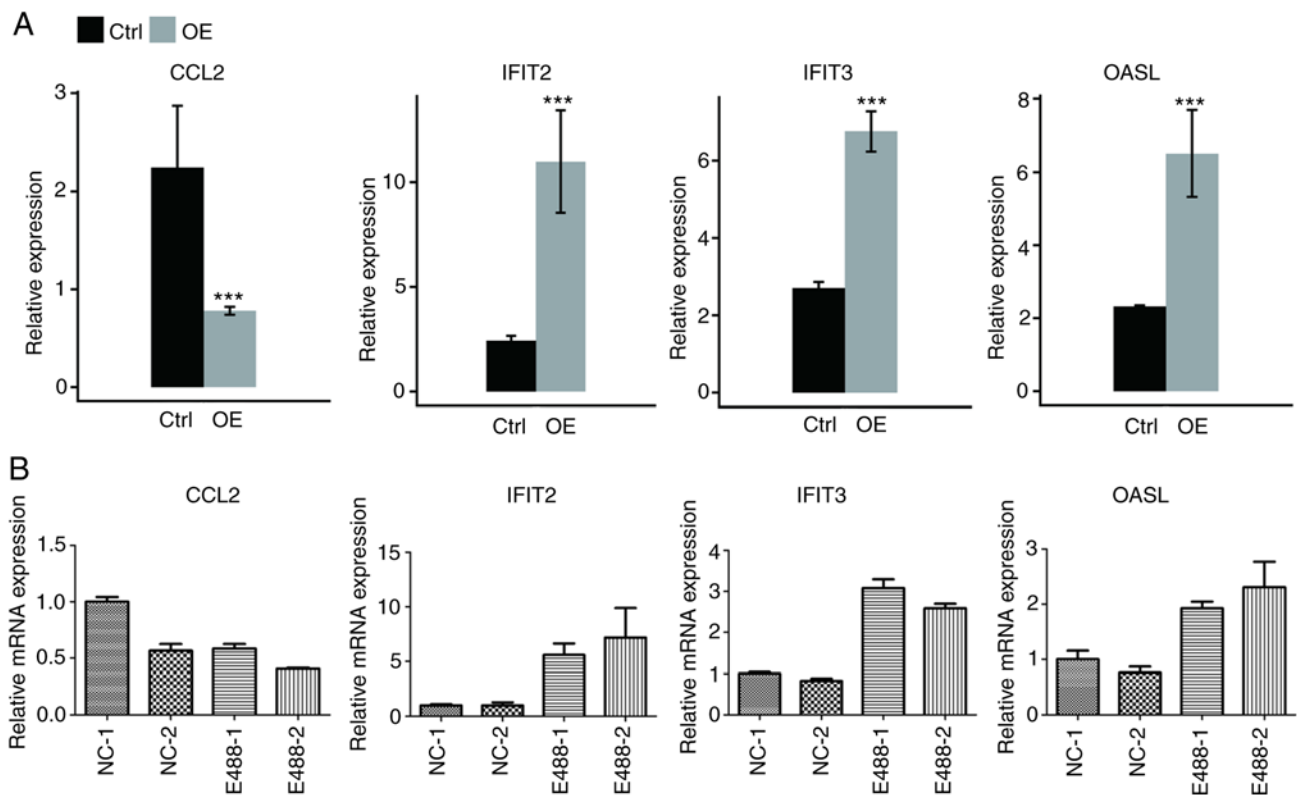 A
Ctrl OE
CCL2
Relative expression
3
2
1
0
***
Ctrl OE
IFIT2
Relative expression
10
5
0
***
Ctrl OE
IFIT3
Relative expression
6
4
2
0
***
Ctrl OE
OASL
Relative expression
8
6
4
2
0
***
Ctrl OE
B
CCL2
Relative mRNA expression
1.5
1.0
0.5
0.0
NC-1
NC-2
E488-1
E488-2
IFIT2
Relative mRNA expression
15
10
5
0
NC-1
NC-2
E488-1
E488-2
IFIT3
Relative mRNA expression
4
3
2
1
0
NC-1
NC-2
E488-1
E488-2
OASL
Relative mRNA expression
3
2
1
0
NC-1
NC-2
E488-1
E488-2